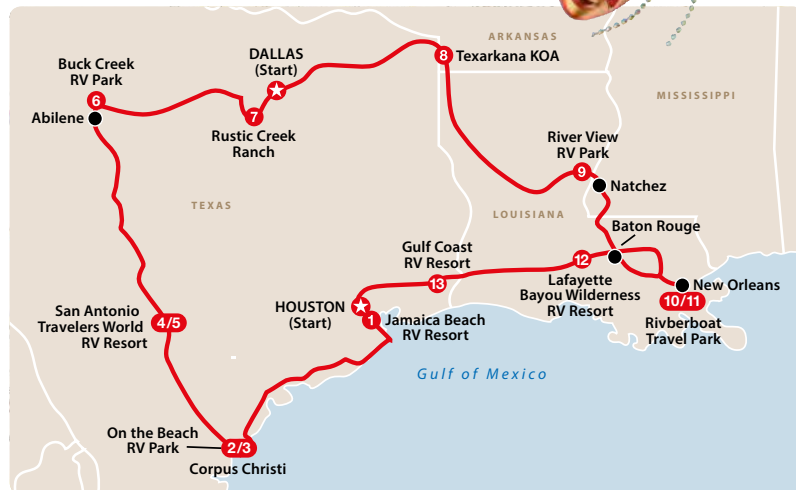 ARKANSAS
DALLAS
(Start)
8
Texarkana KOA
Buck Creek
RV Park
6
Abilene
7
Rustic Creek
Ranch
MISSISSIPPI
River View
RV Park
9
Natchez
TEXAS
LOUISIANA
Baton Rouge
Gulf Coast
RV Resort
13
12
Lafayette
Bayou Wilderness
RV Resort
New Orleans
10/11
Rivberboat
Travel Park
HOUSTON
(Start)
1
Jamaica Beach
RV Resort
San Antonio
Travelers World
RV Resort
4/5
Gulf of Mexico
On the Beach
RV Park
2/3
Corpus Christi